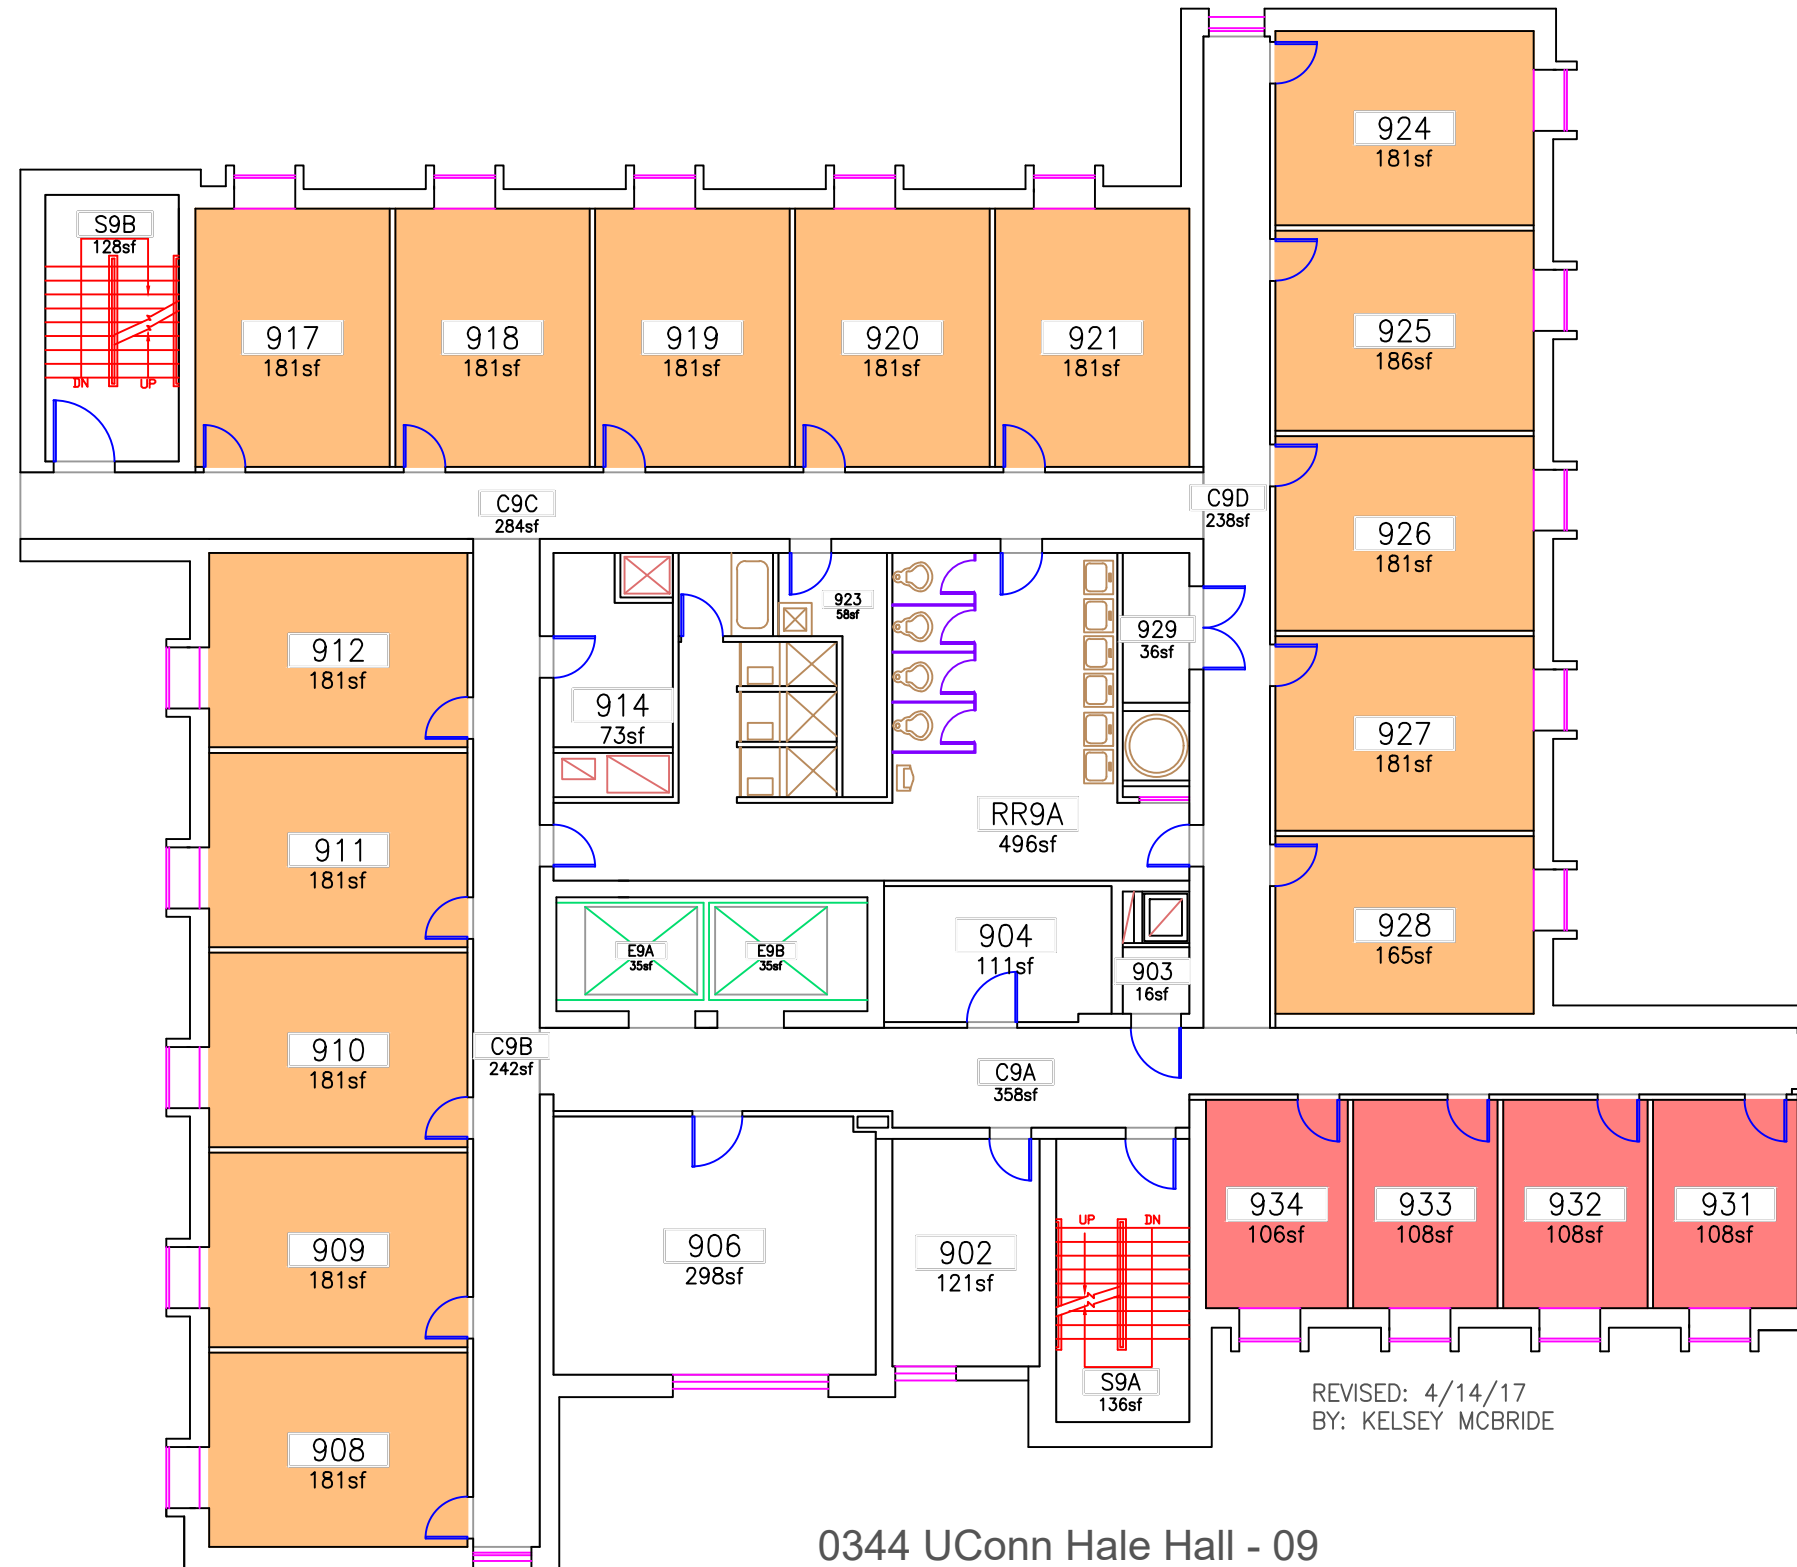 924
181sf
S9B
128sf
DN
UP
917
181sf
918
181sf
919
181sf
920
181sf
921
181sf
925
186sf
C9C
284sf
C9D
238sf
926
181sf
912
181sf
914
73sf
923
58sf
929
36sf
927
181sf
911
181sf
RR9A
496sf
928
165sf
E9A
35sf
E9B
35sf
904
111sf
903
16sf
910
181sf
C9B
242sf
C9A
358sf
909
181sf
906
298sf
902
121sf
UP
DN
934
106sf
933
108sf
932
108sf
931
108sf
S9A
136sf
908
181sf
REVISED: 4/14/17
BY: KELSEY MCBRIDE
0344 UConn Hale Hall - 09